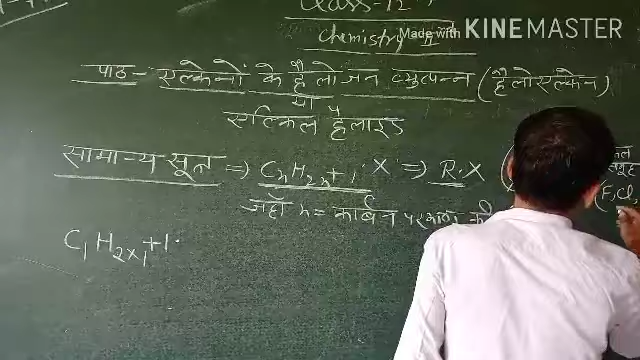 Class-12
Chemistry II
Made with KINEMASTER
पाठ- एल्केनों के हैलोजन व्युत्पन्न (हैलोएल्केन)
या
एल्किल हैलाइड
सामान्य सूत्र ⇒ CₙH₂ₙ+1 X ⇒ R.X (
(F, Cl,
जहाँ n = कार्बन
C₁H₂ₓ₁+1